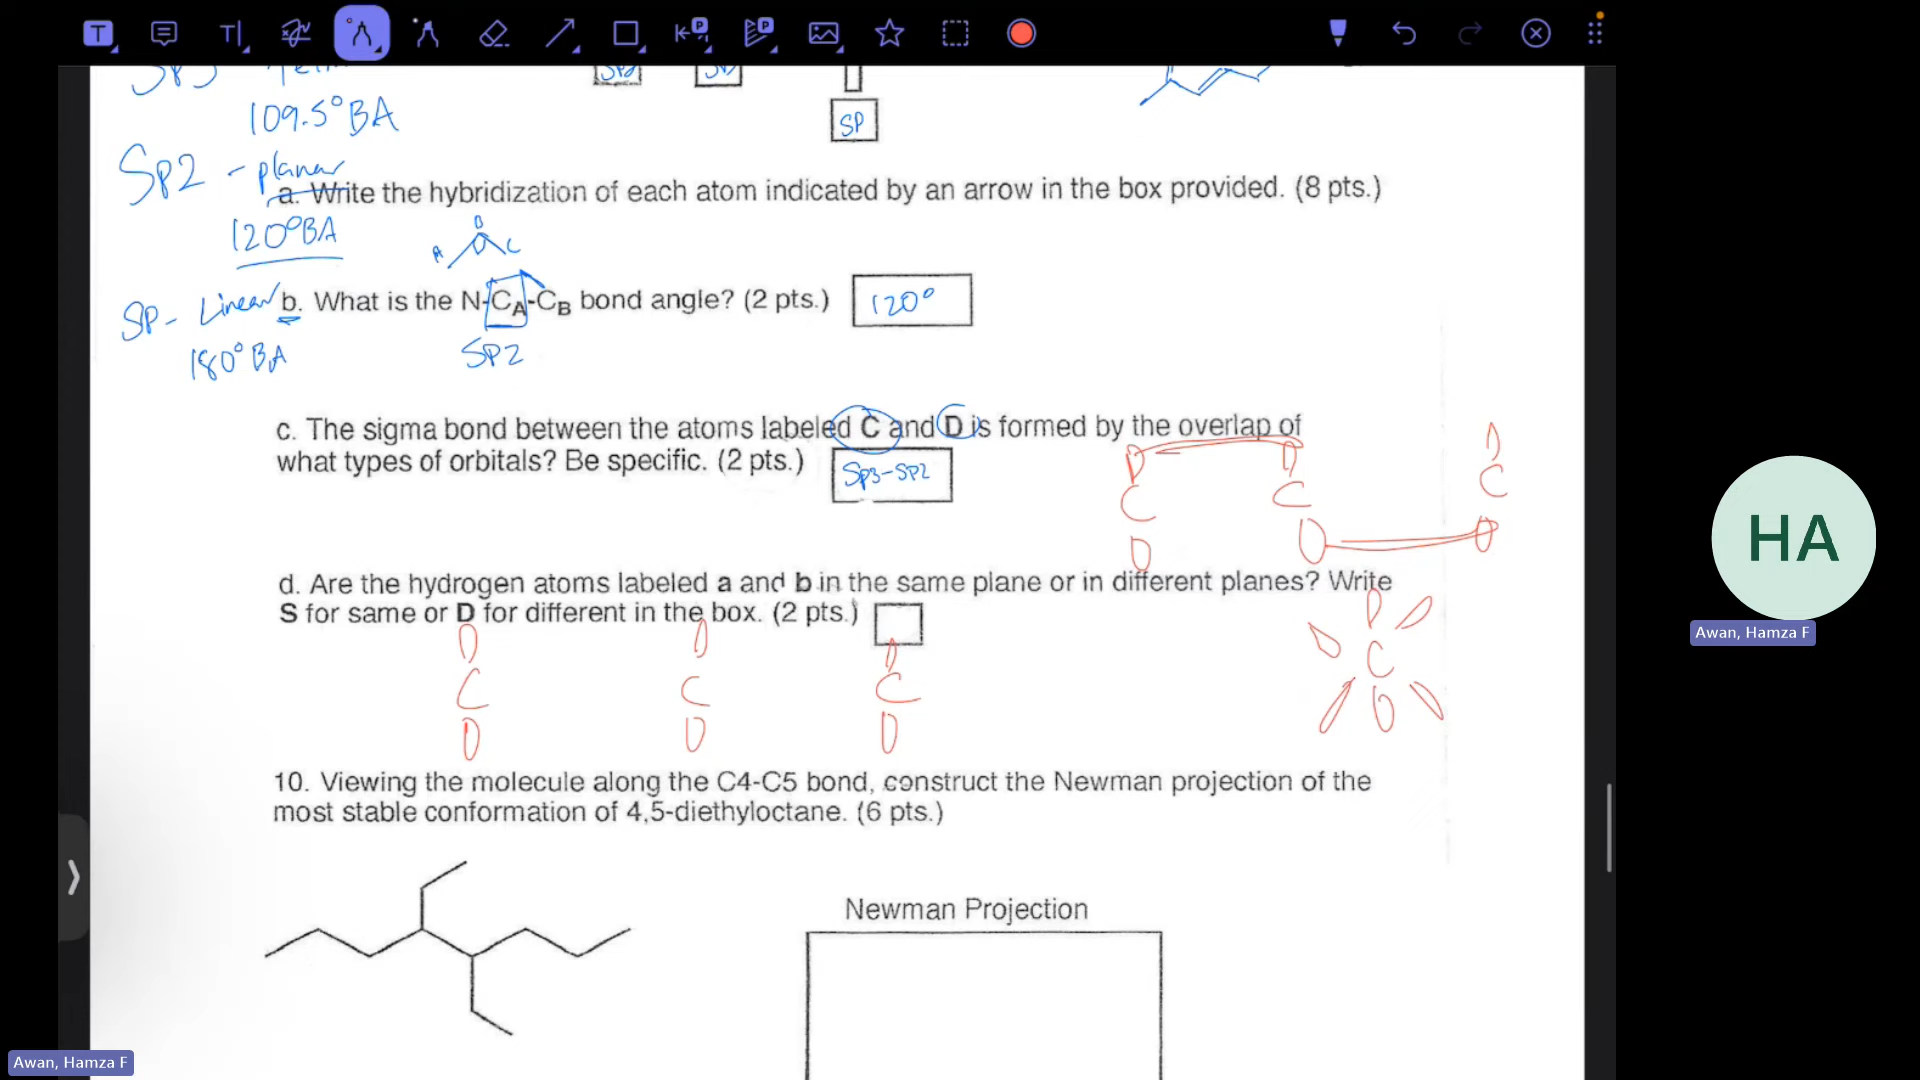 Sp3
109.5° BA
SP
Sp2 - planar
a. Write the hybridization of each atom indicated by an arrow in the box provided. (8 pts.)
120° BA
A B C
SP - Linear
b. What is the N-CA-CB bond angle? (2 pts.) 120°
180° BA
SP2
c. The sigma bond between the atoms labeled C and D is formed by the overlap of
what types of orbitals? Be specific. (2 pts.) Sp3-SP2
C C C
d. Are the hydrogen atoms labeled a and b in the same plane or in different planes? Write
S for same or D for different in the box. (2 pts.)
C C C C
10. Viewing the molecule along the C4-C5 bond, construct the Newman projection of the
most stable conformation of 4,5-diethyloctane. (6 pts.)
Newman Projection
HA
Awan, Hamza F
Awan, Hamza F